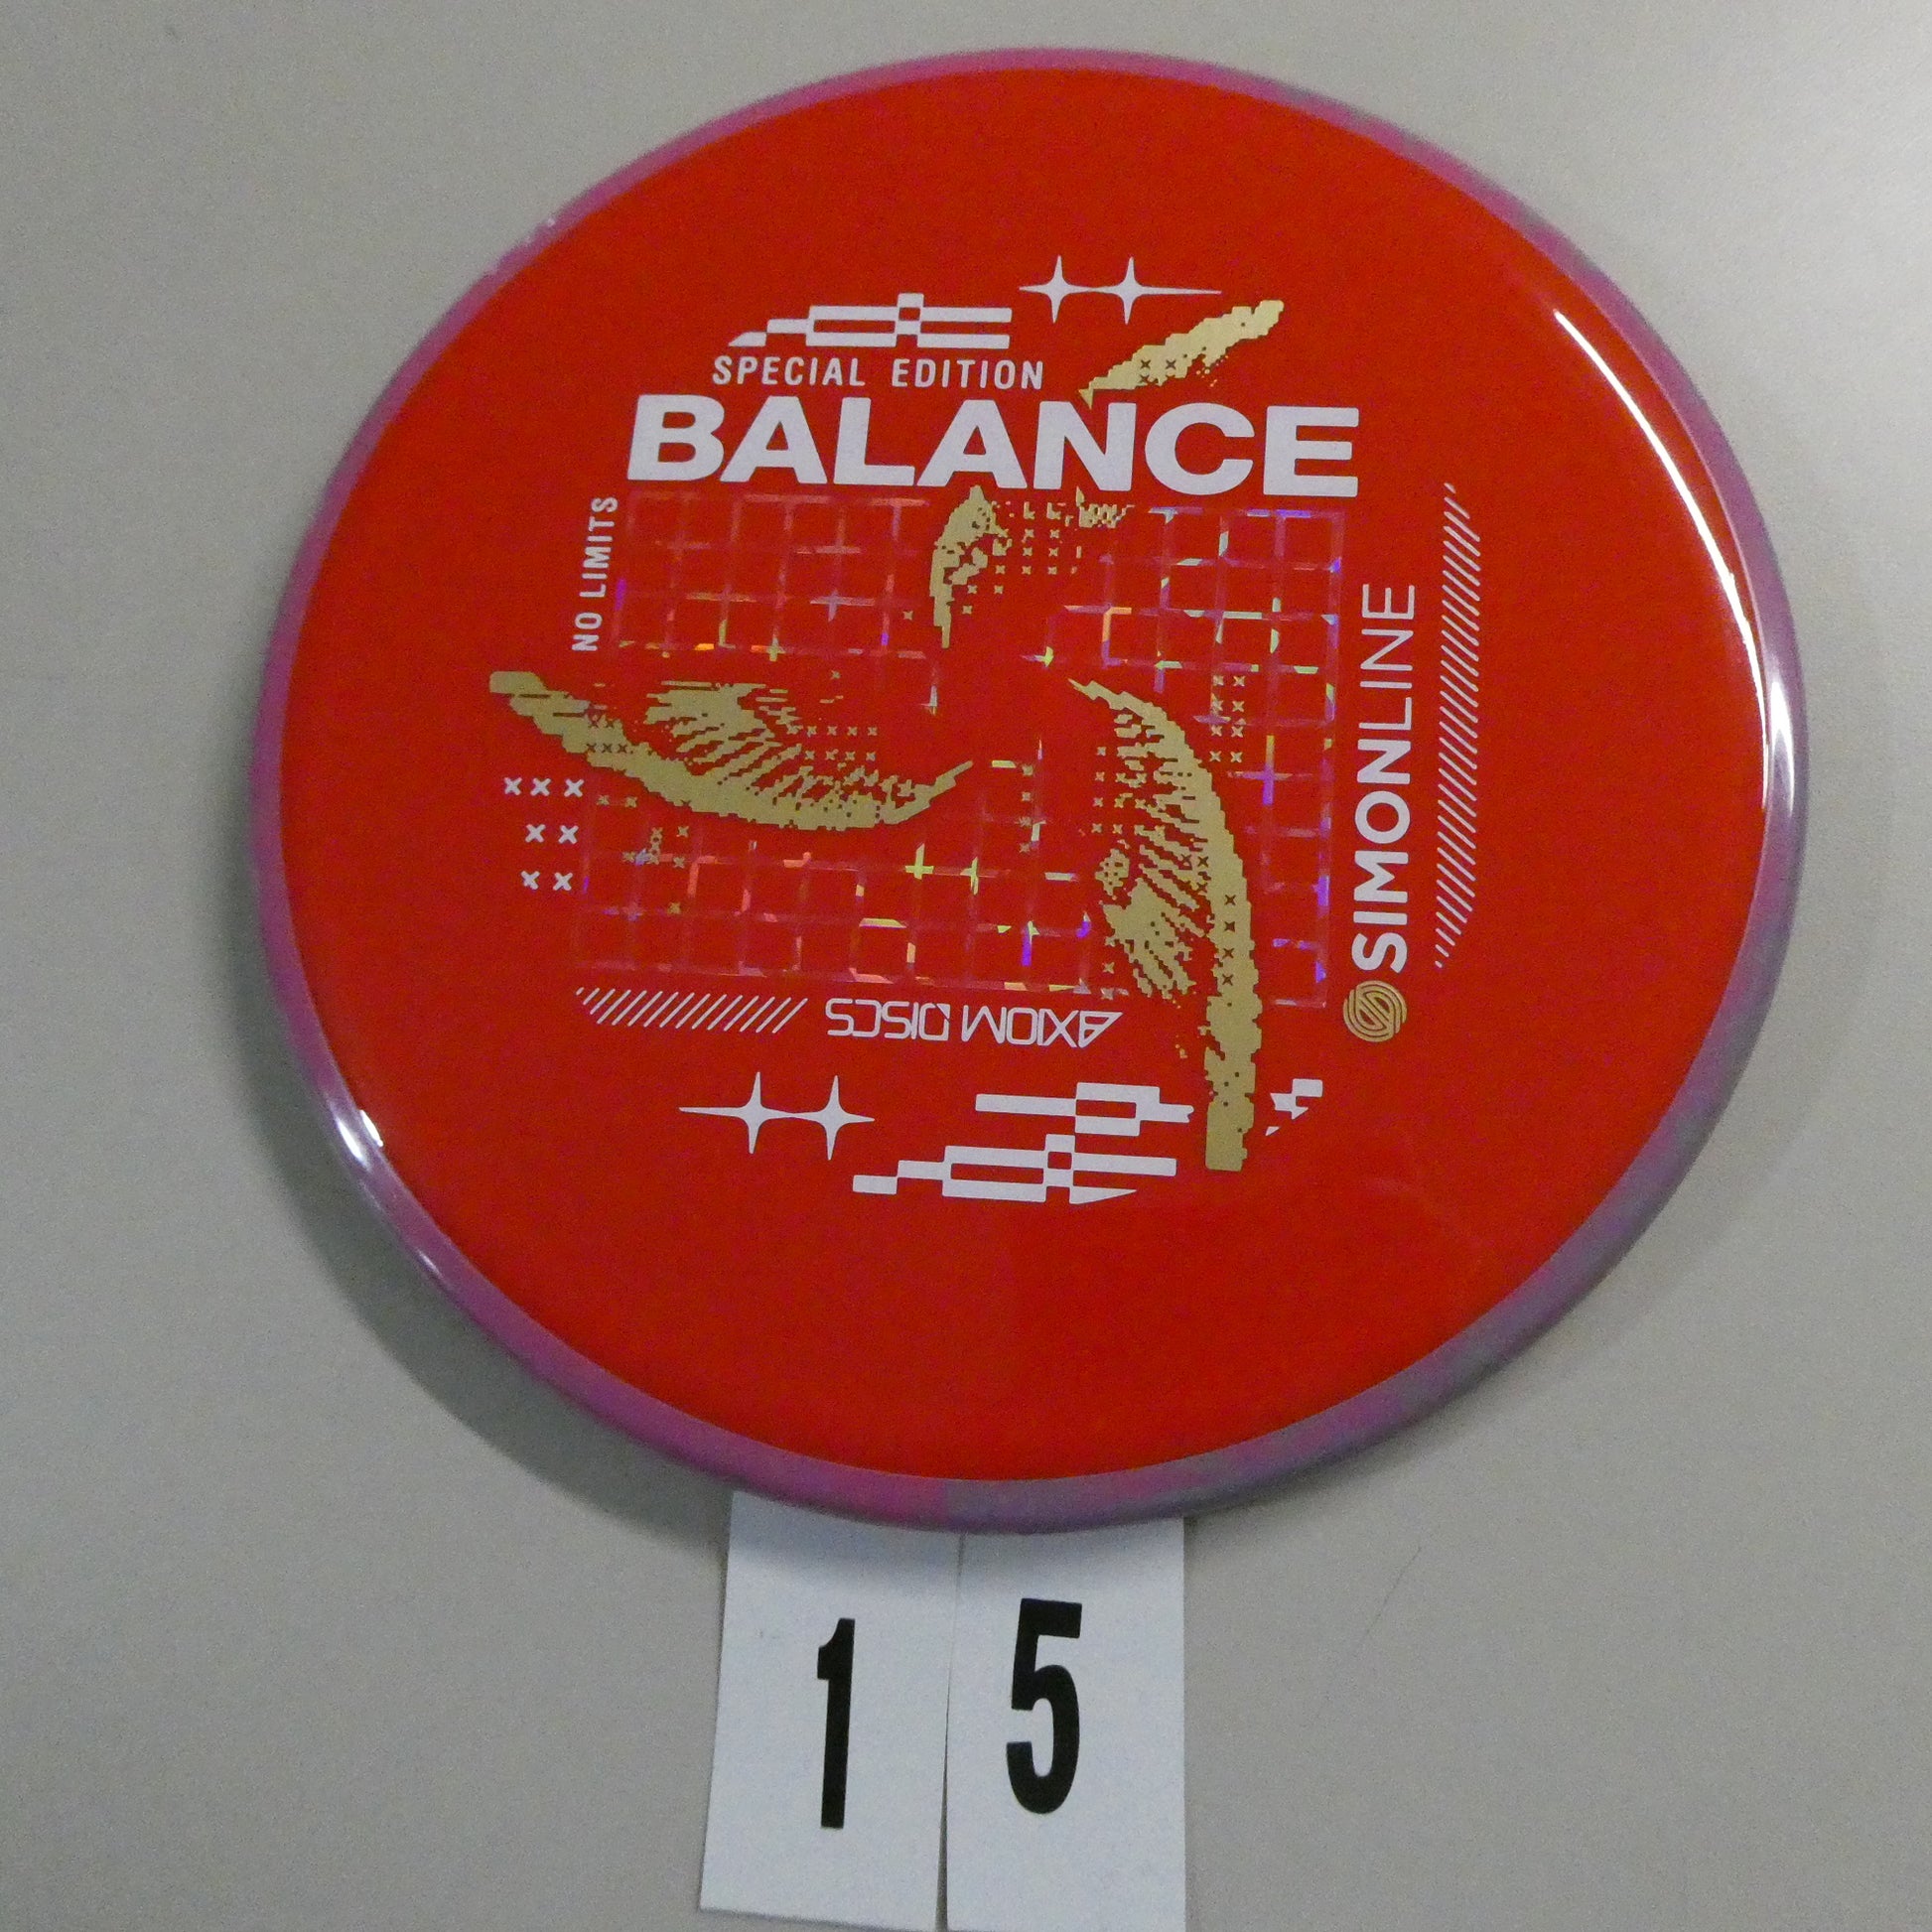 SPECIAL EDITION
BALANCE
NO LIMITS
SIMONLINE
AXIOM DISCS
1 5